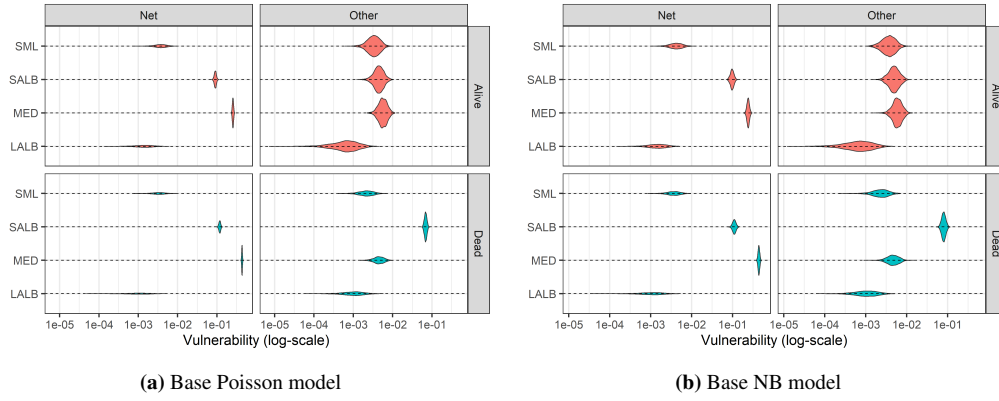 Net Other
SML
SALB
MED
LALB
Alive
SML
SALB
MED
LALB
Dead
1e-05 1e-04 1e-03 1e-02 1e-01 1e-05 1e-04 1e-03 1e-02 1e-01
Vulnerability (log-scale)
(a) Base Poisson model
Net Other
SML
SALB
MED
LALB
Alive
SML
SALB
MED
LALB
Dead
1e-05 1e-04 1e-03 1e-02 1e-01 1e-05 1e-04 1e-03 1e-02 1e-01
Vulnerability (log-scale)
(b) Base NB model